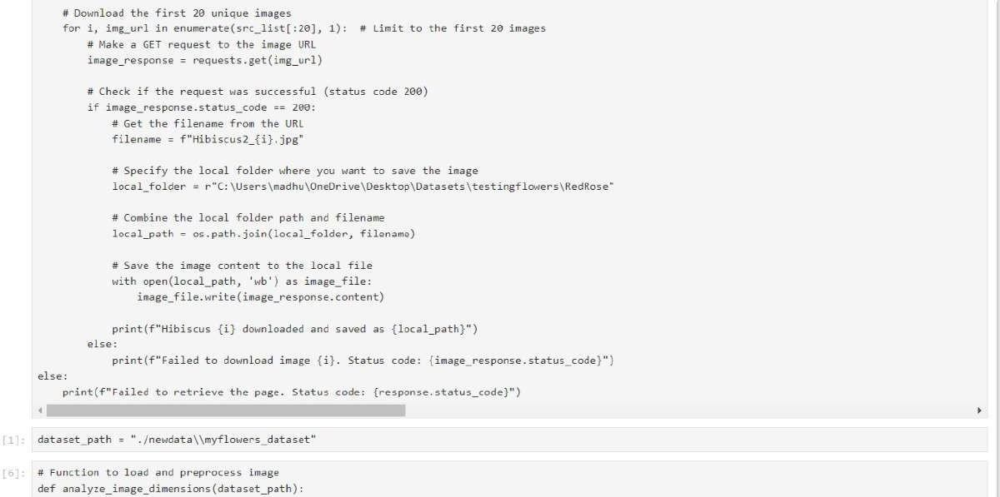 # Download the first 20 unique images
for i, img_url in enumerate(src_list[:20], 1):  # Limit to the first 20 images
# Make a GET request to the image URL
image_response = requests.get(img_url)
# Check if the request was successful (status code 200)
if image_response.status_code == 200:
# Get the filename from the URL
filename = f"Hibiscus2_{i}.jpg"
# Specify the local folder where you want to save the image
local_folder = r"C:\Users\madhu\OneDrive\Desktop\Datasets\testingflowers\RedRose"
# Combine the local folder path and filename
local_path = os.path.join(local_folder, filename)
# Save the image content to the local file
with open(local_path, 'wb') as image_file:
image_file.write(image_response.content)
print(f"Hibiscus {i} downloaded and saved as {local_path}")
else:
print(f"Failed to download image {i}. Status code: {image_response.status_code}")
else:
print(f"Failed to retrieve the page. Status code: {response.status_code}")
[1]: dataset_path = "./newdata\\myflowers_dataset"
[6]: # Function to load and preprocess image
def analyze_image_dimensions(dataset_path):